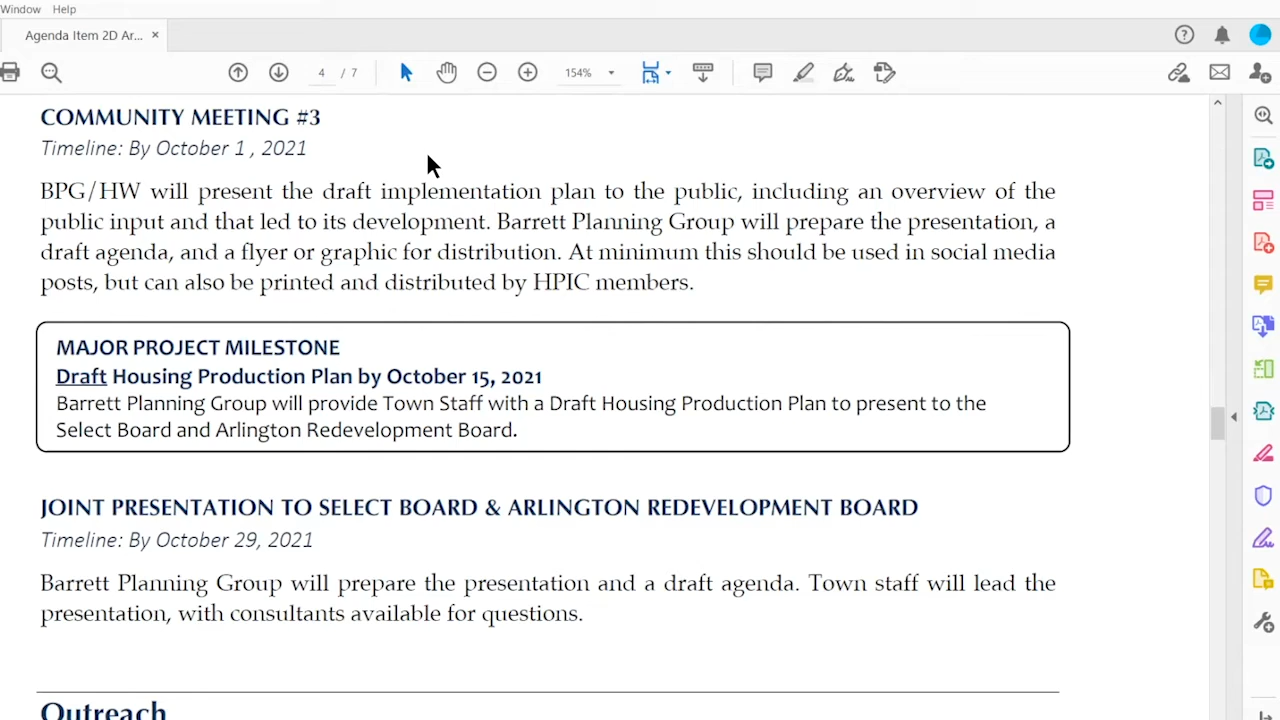 Window Help
Agenda Item 2D Ar... ×
4 / 7 154%
COMMUNITY MEETING #3
Timeline: By October 1 , 2021
BPG/HW will present the draft implementation plan to the public, including an overview of the
public input and that led to its development. Barrett Planning Group will prepare the presentation, a
draft agenda, and a flyer or graphic for distribution. At minimum this should be used in social media
posts, but can also be printed and distributed by HPIC members.
MAJOR PROJECT MILESTONE
Draft Housing Production Plan by October 15, 2021
Barrett Planning Group will provide Town Staff with a Draft Housing Production Plan to present to the
Select Board and Arlington Redevelopment Board.
JOINT PRESENTATION TO SELECT BOARD & ARLINGTON REDEVELOPMENT BOARD
Timeline: By October 29, 2021
Barrett Planning Group will prepare the presentation and a draft agenda. Town staff will lead the
presentation, with consultants available for questions.
Outreach